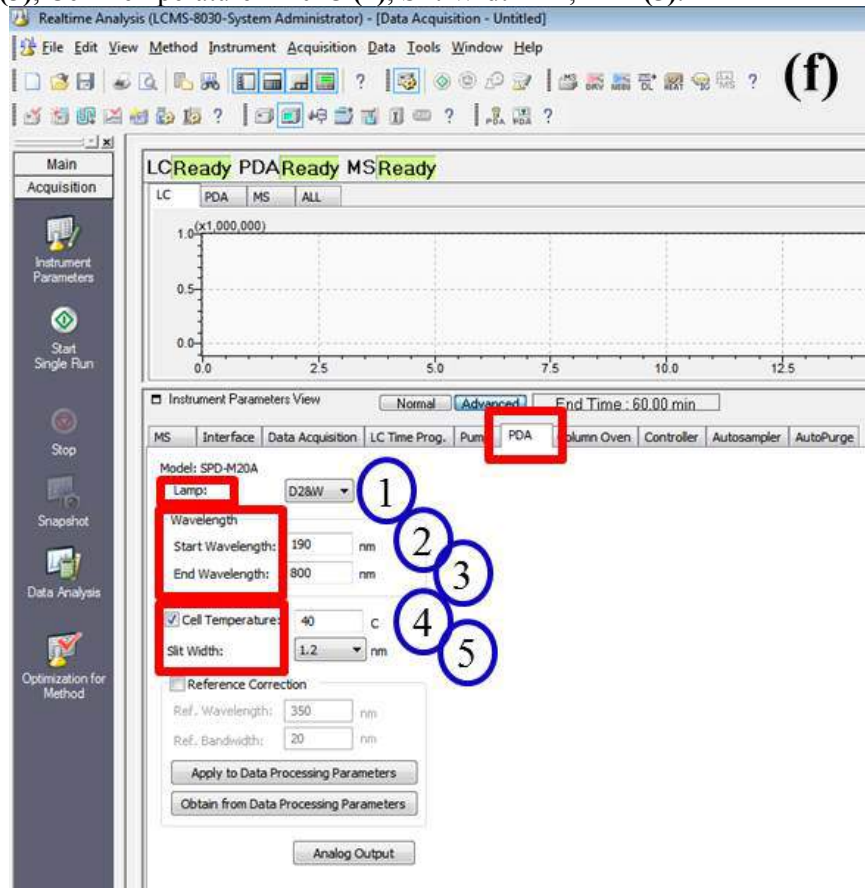 Realtime Analysis (LCMS-8030-System Administrator) - [Data Acquisition - Untitled]
File Edit View Method Instrument Acquisition Data Tools Window Help
(f)
Main
Acquisition
Instrument Parameters
Start Single Run
Stop
Snapshot
Data Analysis
Optimization for Method
LC Ready PDA Ready MS Ready
LC PDA MS ALL
(x1,000,000)
1.0
0.5
0.0
0.0 2.5 5.0 7.5 10.0 12.5
Instrument Parameters View Normal Advanced End Time : 60.00 min
MS Interface Data Acquisition LC Time Prog. PDA Column Oven Controller Autosampler AutoPurge
Model: SPD-M20A
Lamp: D2&W 1
Wavelength
Start Wavelength: 190 nm 2
End Wavelength: 800 nm 3
Cell Temperature: 40 C 4
Slit Width: 1.2 nm 5
Reference Correction
Ref. Wavelength: 350 nm
Ref. Bandwidth: 20 nm
Apply to Data Processing Parameters
Obtain from Data Processing Parameters
Analog Output